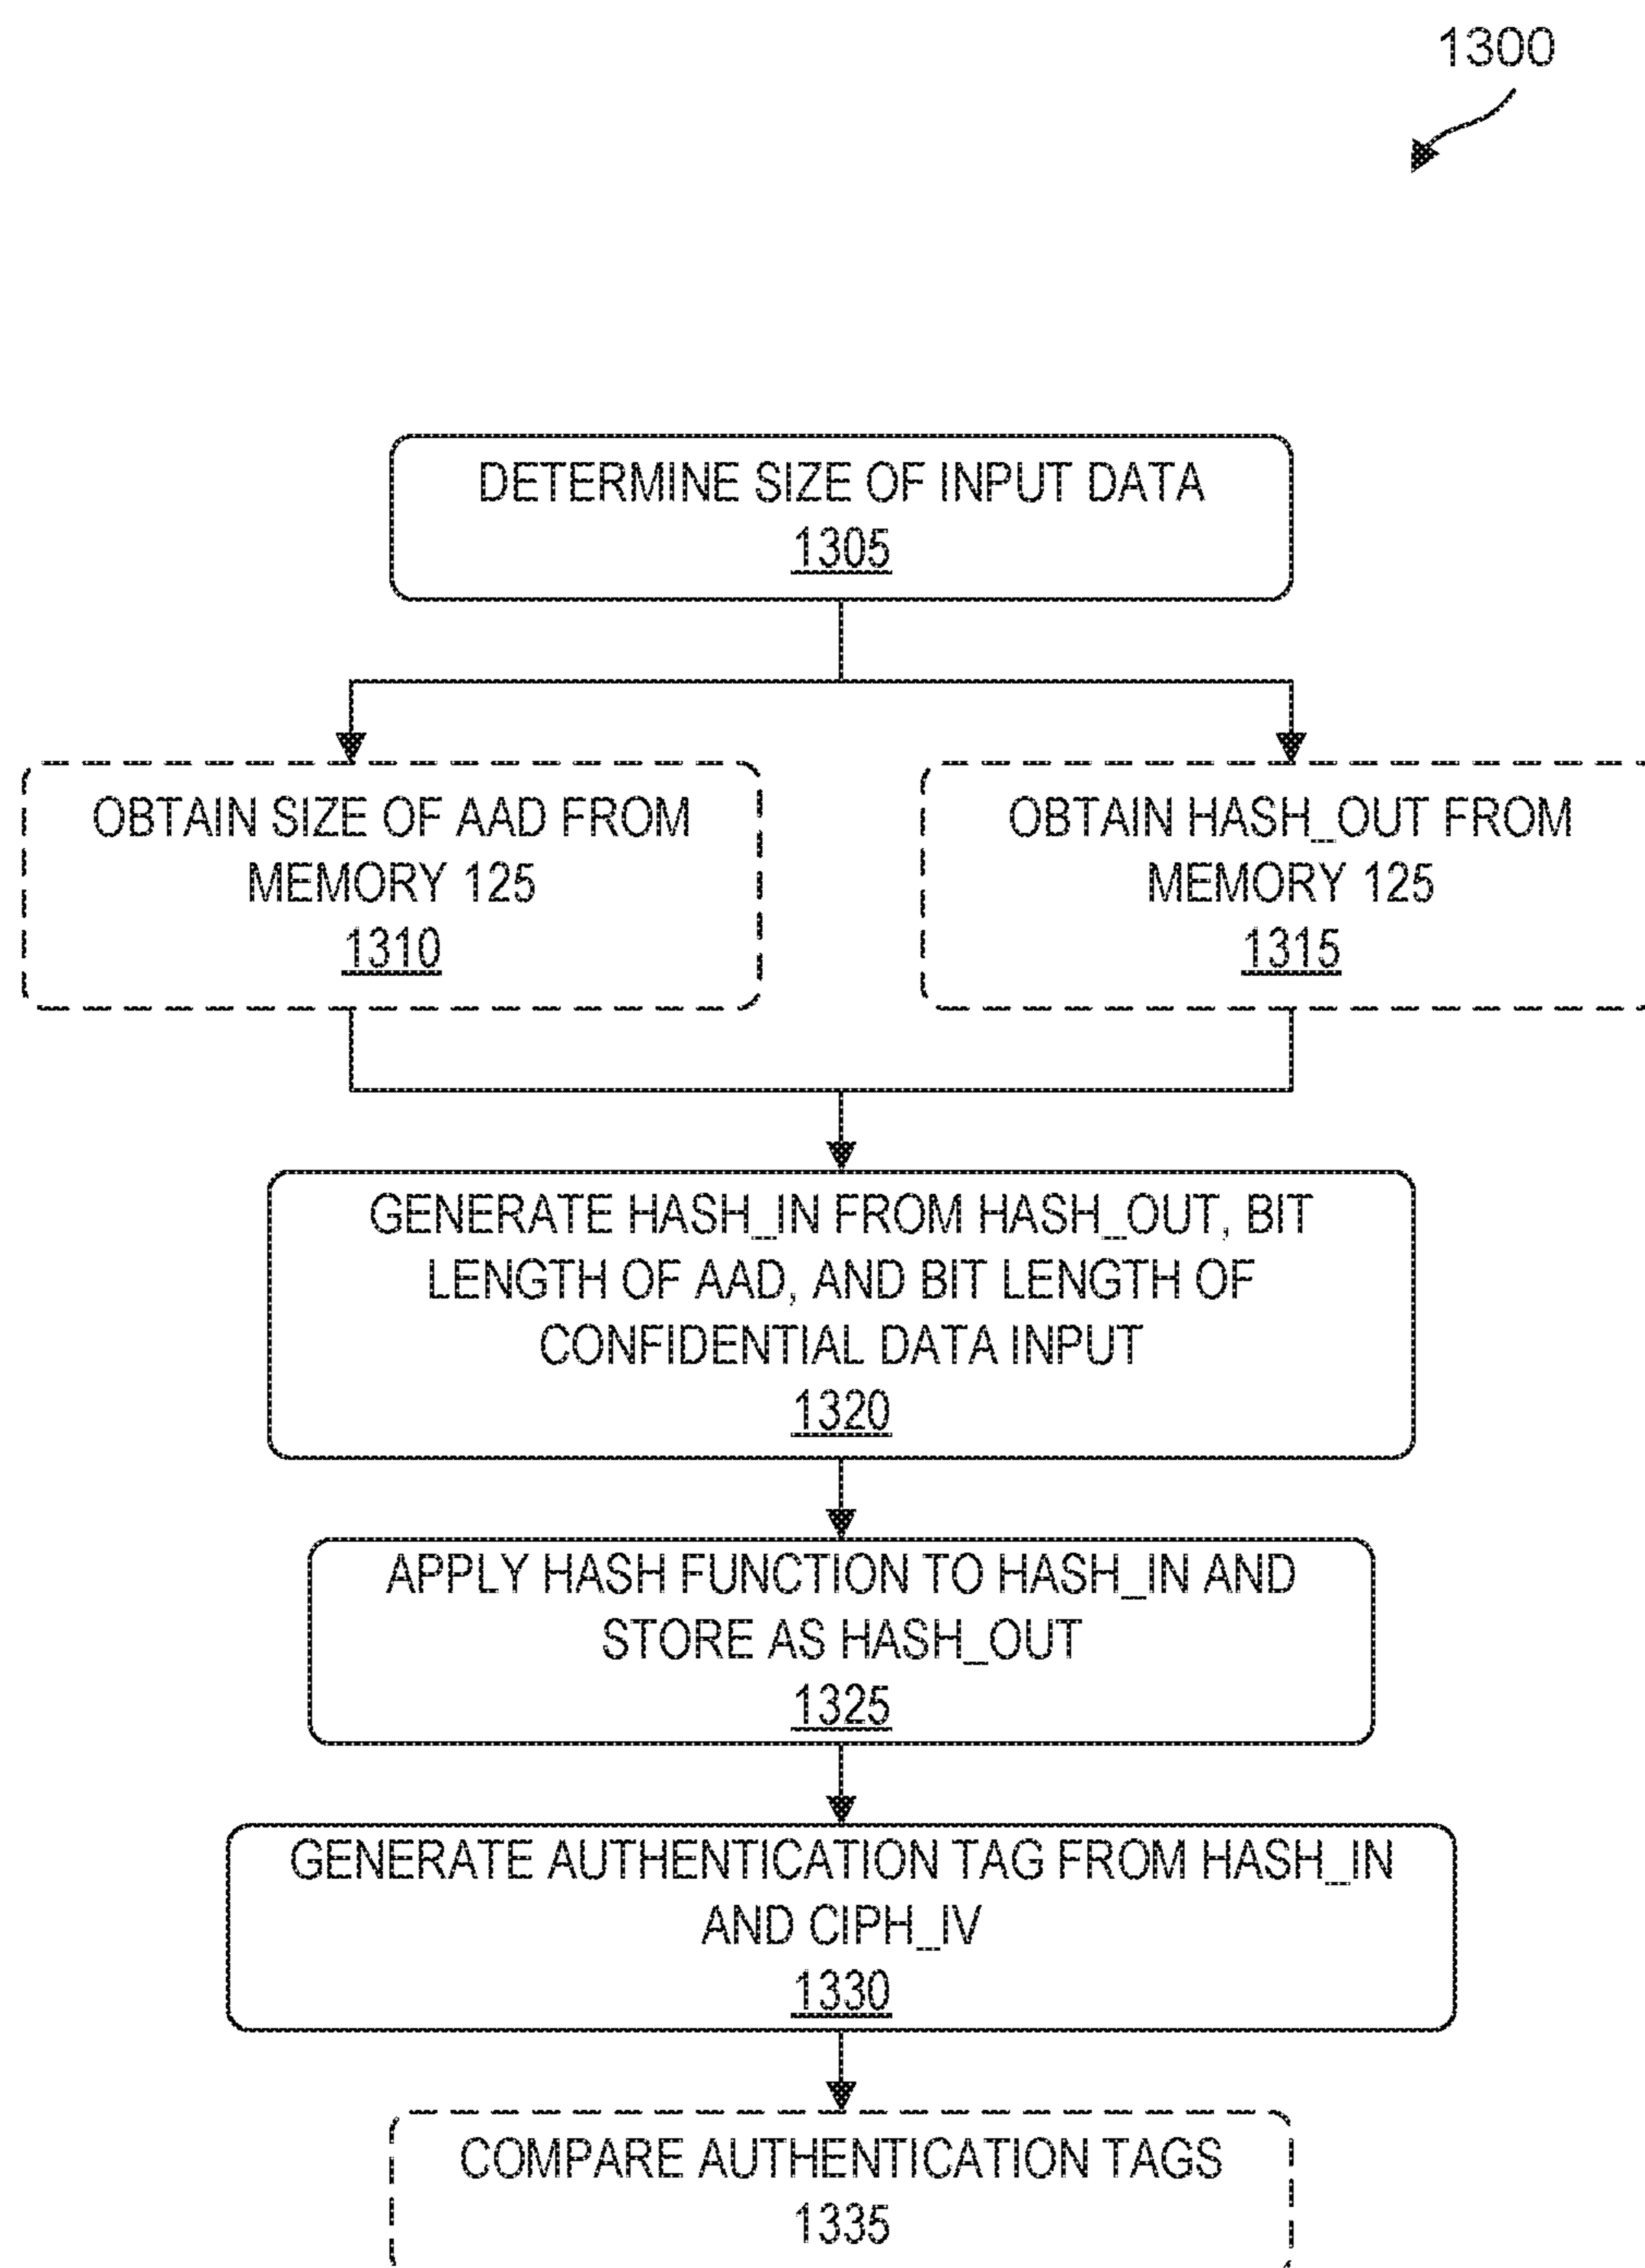 1300
DETERMINE SIZE OF INPUT DATA
1305
OBTAIN SIZE OF AAD FROM
MEMORY 125
1310
OBTAIN HASH_OUT FROM
MEMORY 125
1315
GENERATE HASH_IN FROM HASH_OUT, BIT
LENGTH OF AAD, AND BIT LENGTH OF
CONFIDENTIAL DATA INPUT
1320
APPLY HASH FUNCTION TO HASH_IN AND
STORE AS HASH_OUT
1325
GENERATE AUTHENTICATION TAG FROM HASH_IN
AND CIPH_IV
1330
COMPARE AUTHENTICATION TAGS
1335